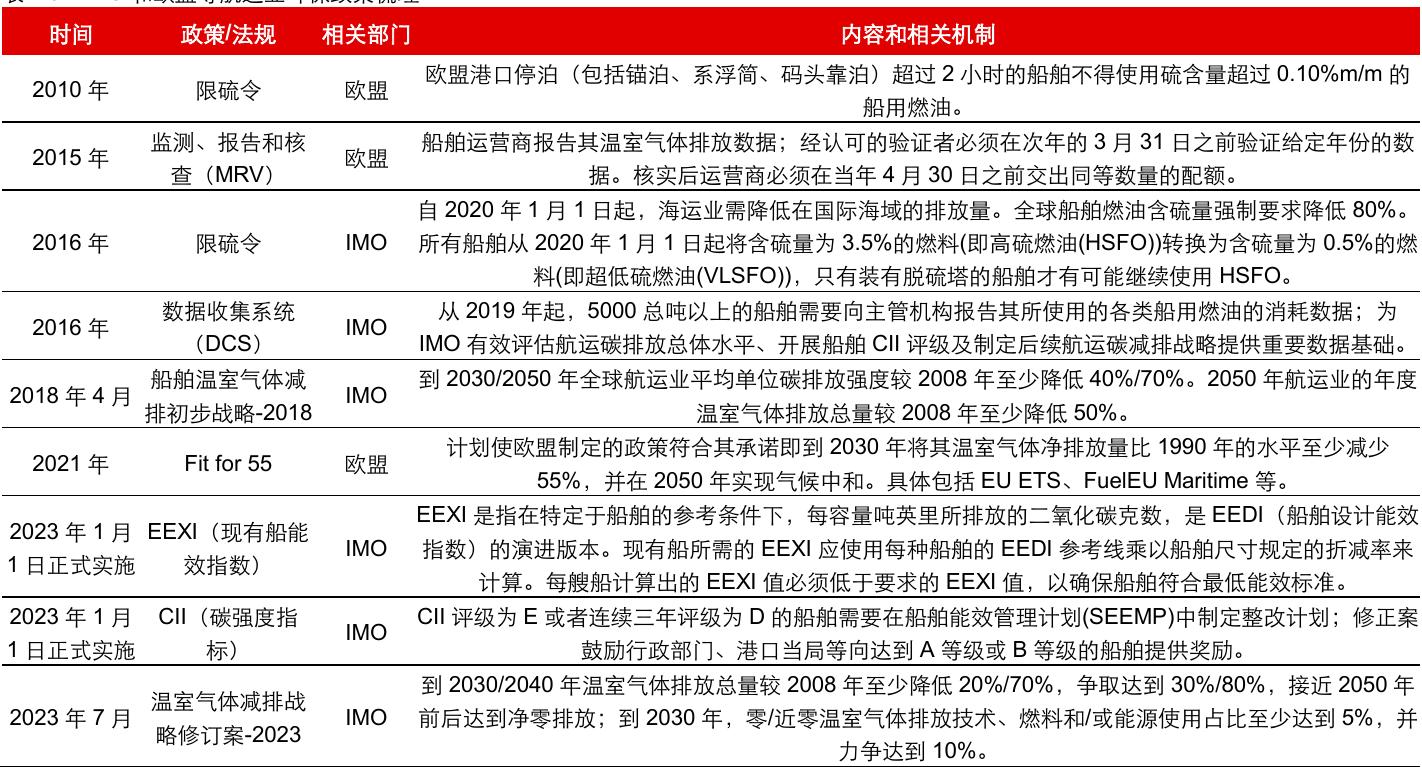 时间 政策/法规 相关部门 内容和相关机制
2010 年 限硫令 欧盟 欧盟港口停泊（包括锚泊、系浮筒、码头靠泊）超过 2 小时的船舶不得使用硫含量超过 0.10%m/m 的
船用燃油。
2015 年 监测、报告和核
查（MRV） 欧盟 船舶运营商报告其温室气体排放数据；经认可的验证者必须在次年的 3 月 31 日之前验证给定年份的数
据。核实后运营商必须在当年 4 月 30 日之前交出同等数量的配额。
2016 年 限硫令 IMO 自 2020 年 1 月 1 日起，海运业需降低在国际海域的排放量。全球船舶燃油含硫量强制要求降低 80%。
所有船舶从 2020 年 1 月 1 日起将含硫量为 3.5%的燃料(即高硫燃油(HSFO))转换为含硫量为 0.5%的燃
料(即超低硫燃油(VLSFO))，只有装有脱硫塔的船舶才有可能继续使用 HSFO。
2016 年 数据收集系统
（DCS） IMO 从 2019 年起，5000 总吨以上的船舶需要向主管机构报告其所使用的各类船用燃油的消耗数据；为
IMO 有效评估航运碳排放总体水平、开展船舶 CII 评级及制定后续航运碳减排战略提供重要数据基础。
2018 年 4 月 船舶温室气体减
排初步战略-2018 IMO 到 2030/2050 年全球航运业平均单位碳排放强度较 2008 年至少降低 40%/70%。2050 年航运业的年度
温室气体排放总量较 2008 年至少降低 50%。
2021 年 Fit for 55 欧盟 计划使欧盟制定的政策符合其承诺即到 2030 年将其温室气体净排放量比 1990 年的水平至少减少
55%，并在 2050 年实现气候中和。具体包括 EU ETS、FuelEU Maritime 等。
2023 年 1 月
1 日正式实施 EEXI（现有船能
效指数） IMO EEXI 是指在特定于船舶的参考条件下，每容量吨英里所排放的二氧化碳克数，是 EEDI（船舶设计能效
指数）的演进版本。现有船所需的 EEXI 应使用每种船舶的 EEDI 参考线乘以船舶尺寸规定的折减率来
计算。每艘船计算出的 EEXI 值必须低于要求的 EEXI 值，以确保船舶符合最低能效标准。
2023 年 1 月
1 日正式实施 CII（碳强度指
标） IMO CII 评级为 E 或者连续三年评级为 D 的船舶需要在船舶能效管理计划(SEEMP)中制定整改计划；修正案
鼓励行政部门、港口当局等向达到 A 等级或 B 等级的船舶提供奖励。
2023 年 7 月 温室气体减排战
略修订案-2023 IMO 到 2030/2040 年温室气体排放总量较 2008 年至少降低 20%/70%，争取达到 30%/80%，接近 2050 年
前后达到净零排放；到 2030 年，零/近零温室气体排放技术、燃料和/或能源使用占比至少达到 5%，并
力争达到 10%。